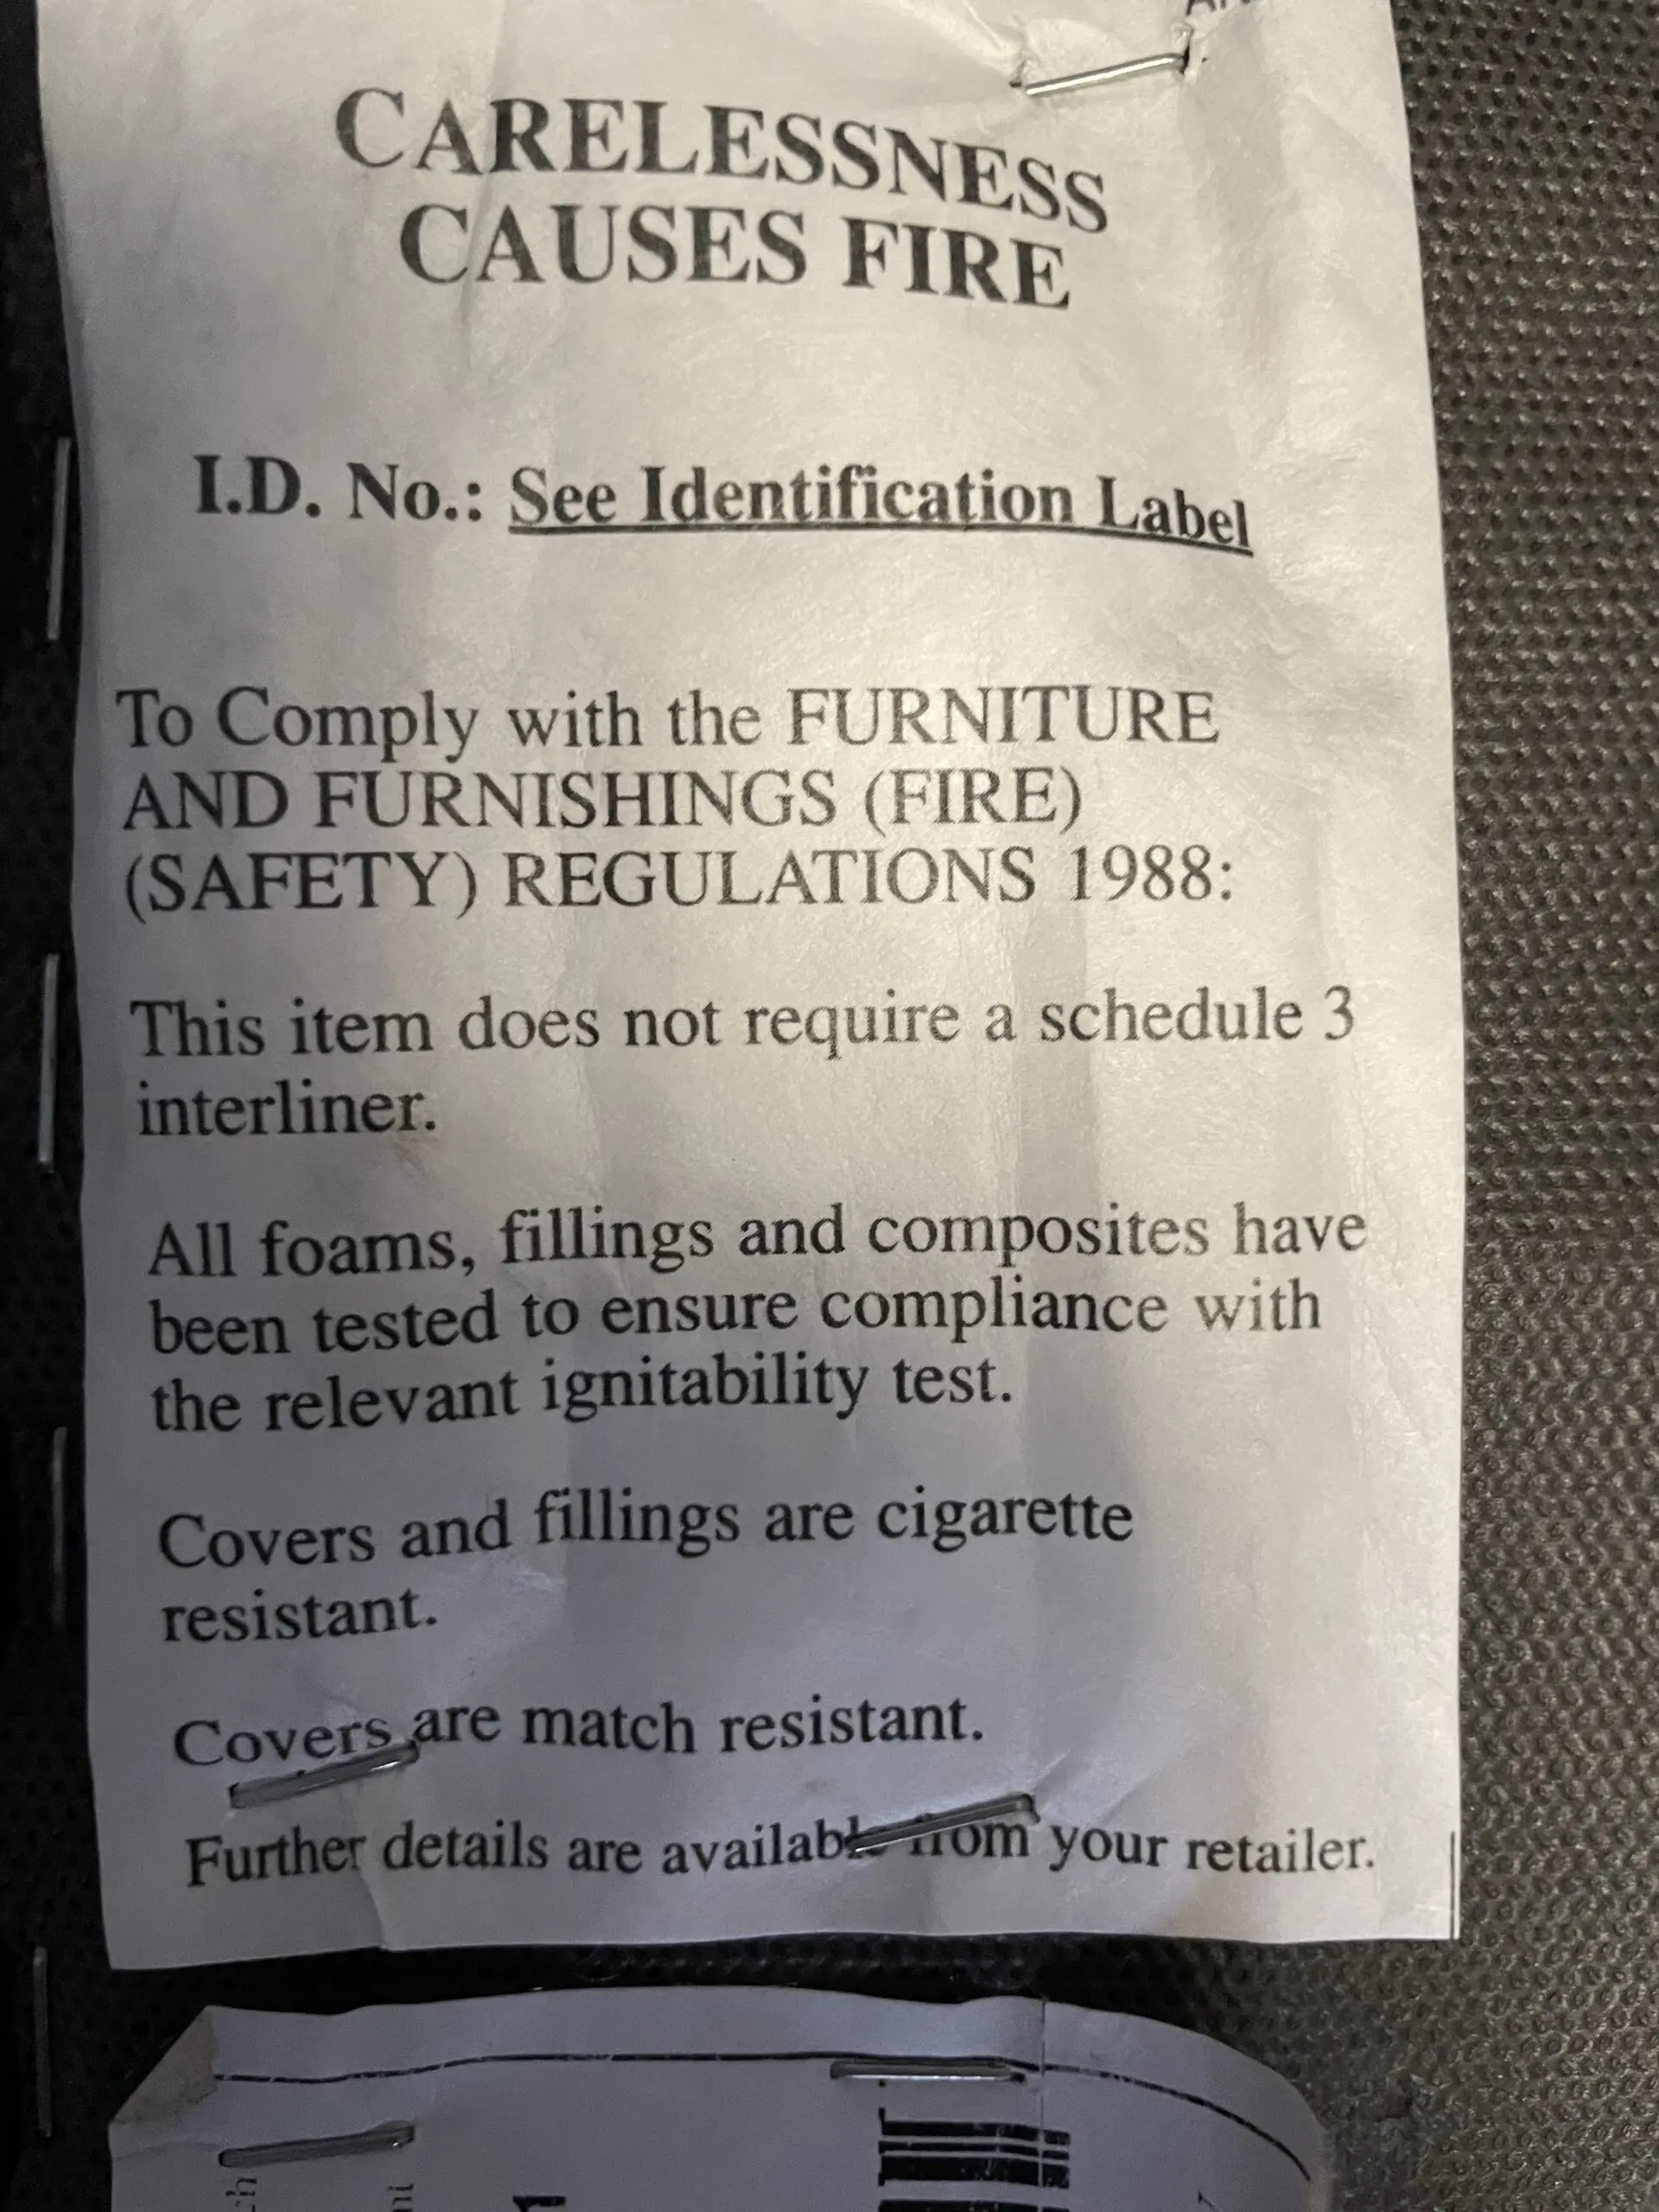 CARELESSNESS
CAUSES FIRE
I.D. No.: See Identification Label
To Comply with the FURNITURE
AND FURNISHINGS (FIRE)
(SAFETY) REGULATIONS 1988:
This item does not require a schedule 3
interliner.
All foams, fillings and composites have
been tested to ensure compliance with
the relevant ignitability test.
Covers and fillings are cigarette
resistant.
Covers are match resistant.
Further details are available from your retailer.